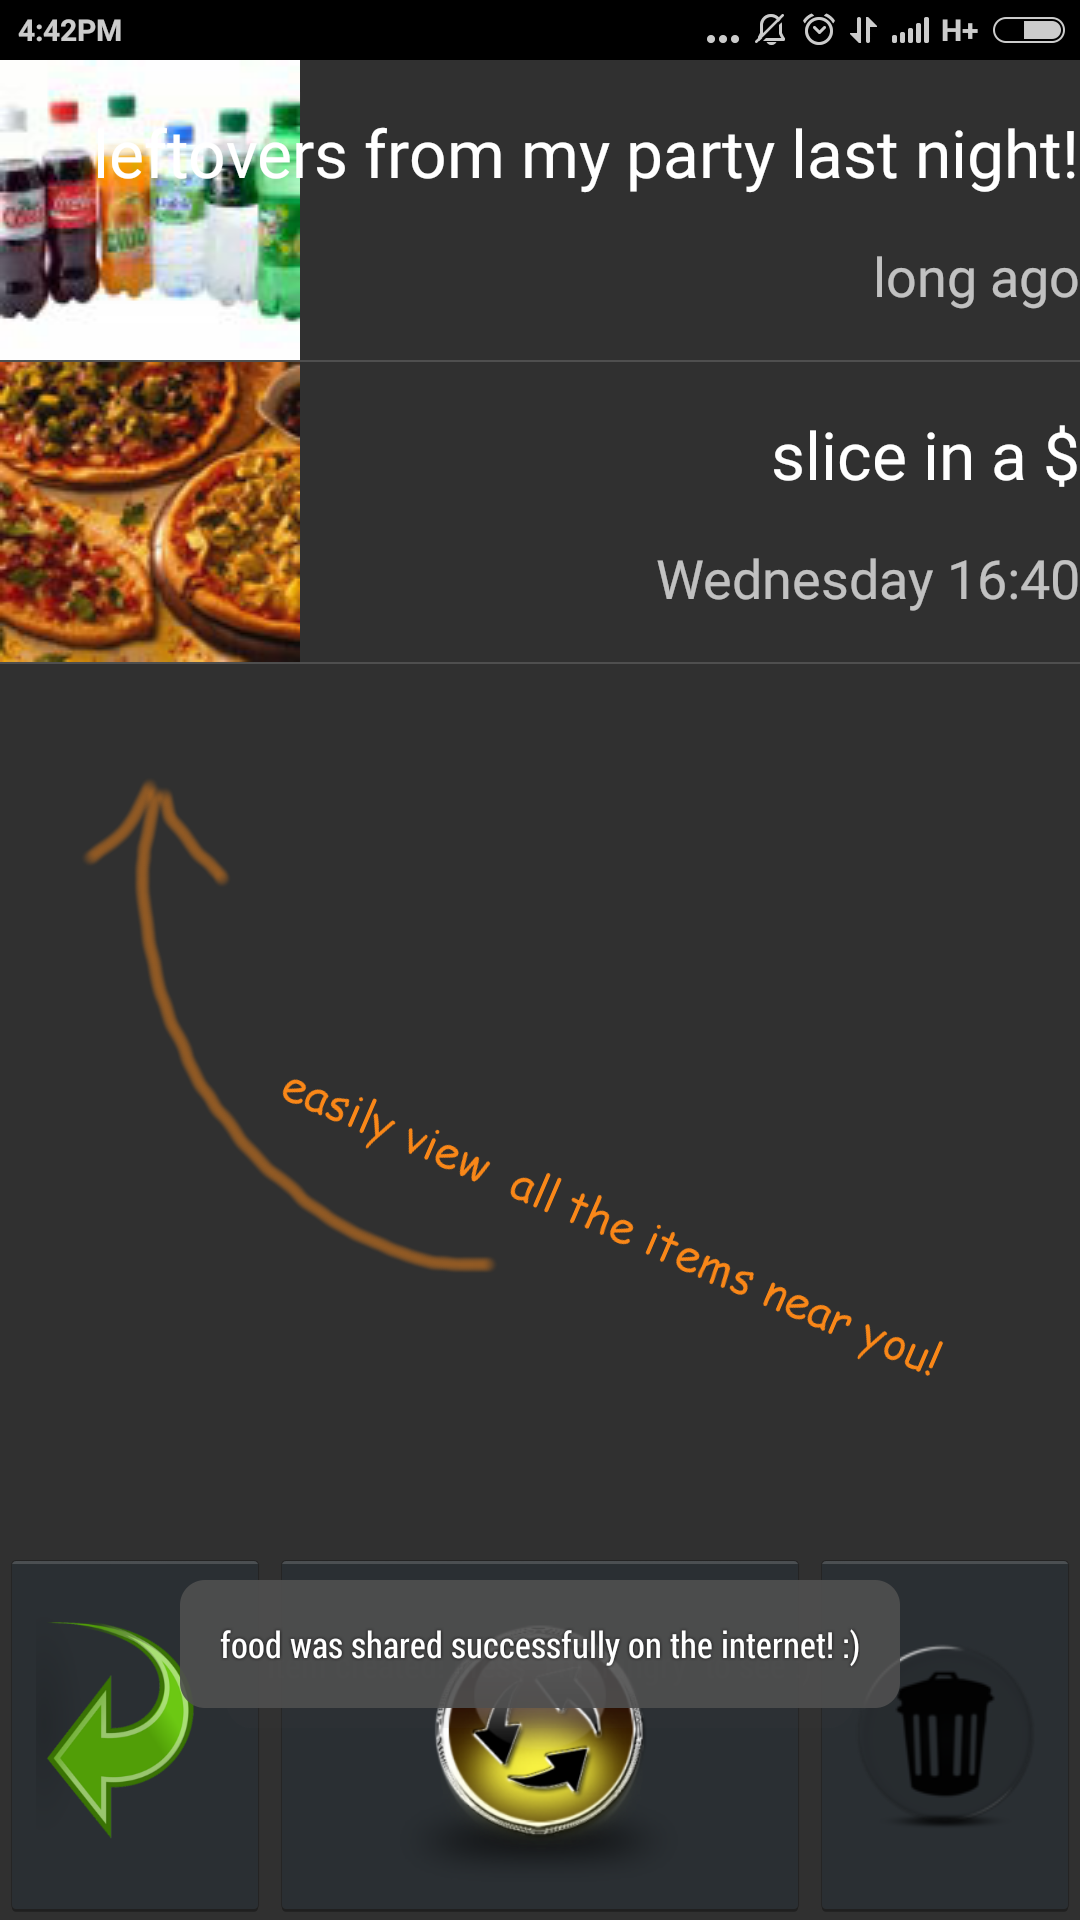 4:42PM
H+
leftovers from my party last night!
long ago
slice in a $
Wednesday 16:40
easily view all the items near you!
food was shared successfully on the internet! :)